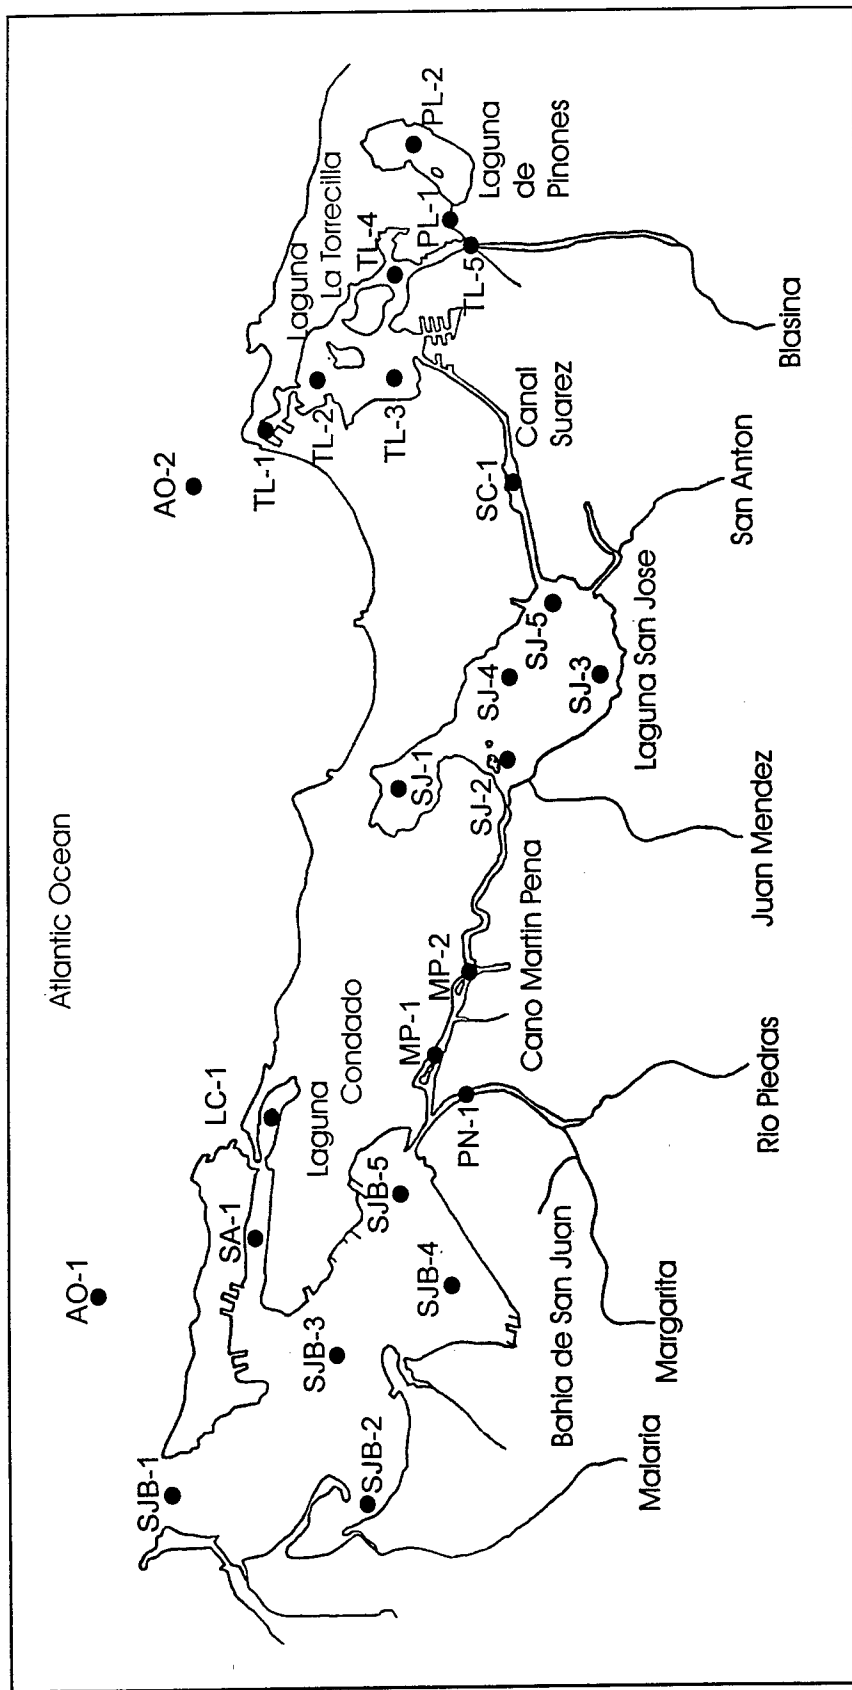 Atlantic Ocean
AO-1
AO-2
SJB-1
SA-1
LC-1
TL-1
SJB-3
Laguna
Condado
TL-2
Laguna
La Torrecilla
SJB-2
SJB-5
SJ-1
TL-3
TL-4
PL-2
SJB-4
MP-1
PL-1
PN-1
MP-2
SJ-2
SJ-4
SC-1
TL-5
Laguna
de
Pinones
Cano Martin Pena
SJ-5
Canal
Suarez
SJ-3
Bahia de San Juan
Laguna San Jose
Malaria
Margarita
Rio Piedras
Juan Mendez
San Anton
Blasina